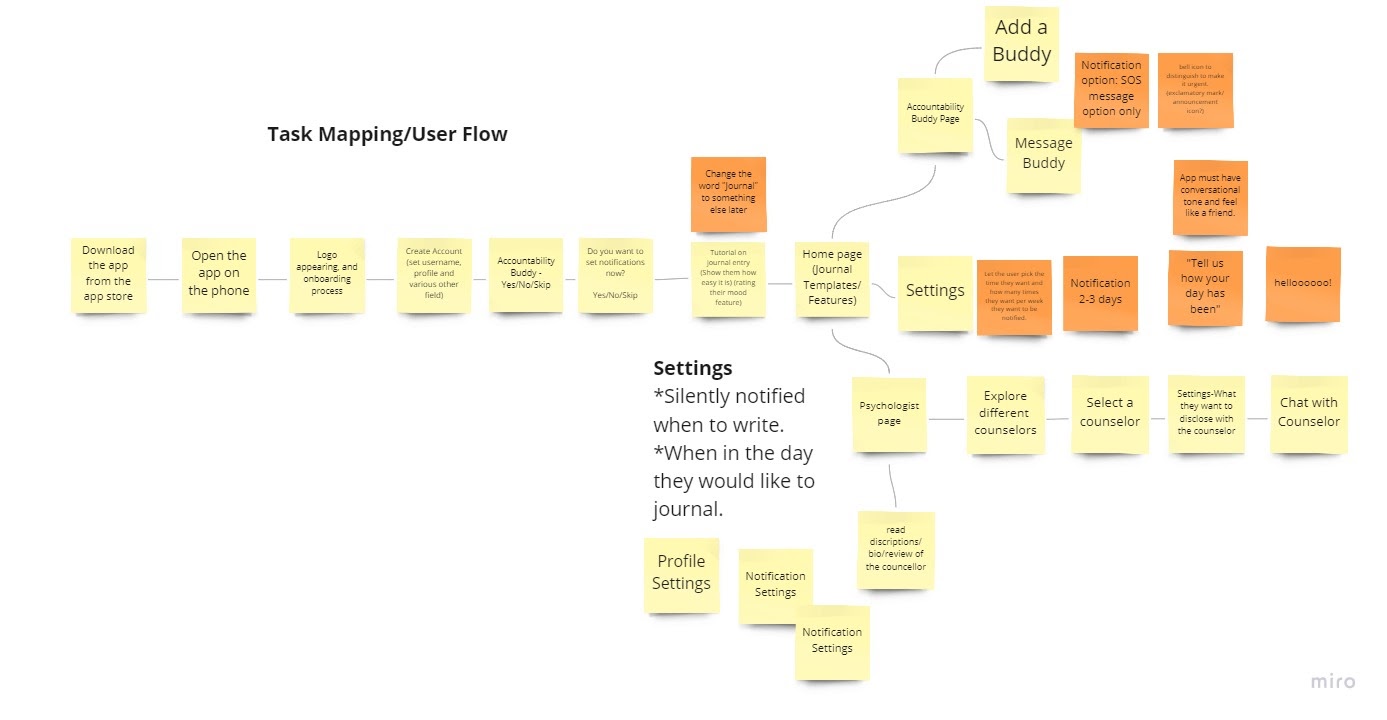 Task Mapping/User Flow
Download
the app
from the
app store
Open the
app on
the phone
Logo
appearing, and
onboarding
process
Create Account
(set username,
profile and
various other
field)
Accountability
Buddy -
Yes/No/Skip
Do you want to
set notifications
now?
Yes/No/Skip
Change the
word "Journal"
to something
else later
Tutorial on
journal entry
(Show them how
easy it is) (rating
their mood
feature)
Home page
(Journal
Templates/
Features)
Accountability
Buddy Page
Add a
Buddy
Message
Buddy
Notification
option: SOS
message
option only
bell icon to
distinguish to make
it urgent.
(exclamatory mark/
announcement
icon?)
App must have
conversational
tone and feel
like a friend.
Settings
Let the user pick the
time they want and
how many times
they want per week
they want to be
notified.
Notification
2-3 days
"Tell us
how your
day has
been"
helloooooo!
Psychologist
page
Explore
different
counselors
Select a
counselor
Settings-What
they want to
disclose with
the counselor
Chat with
Counselor
read
discriptions/
bio/review of
the councellor
Settings
*Silently notified
when to write.
*When in the day
they would like to
journal.
Profile
Settings
Notification
Settings
Notification
Settings
miro